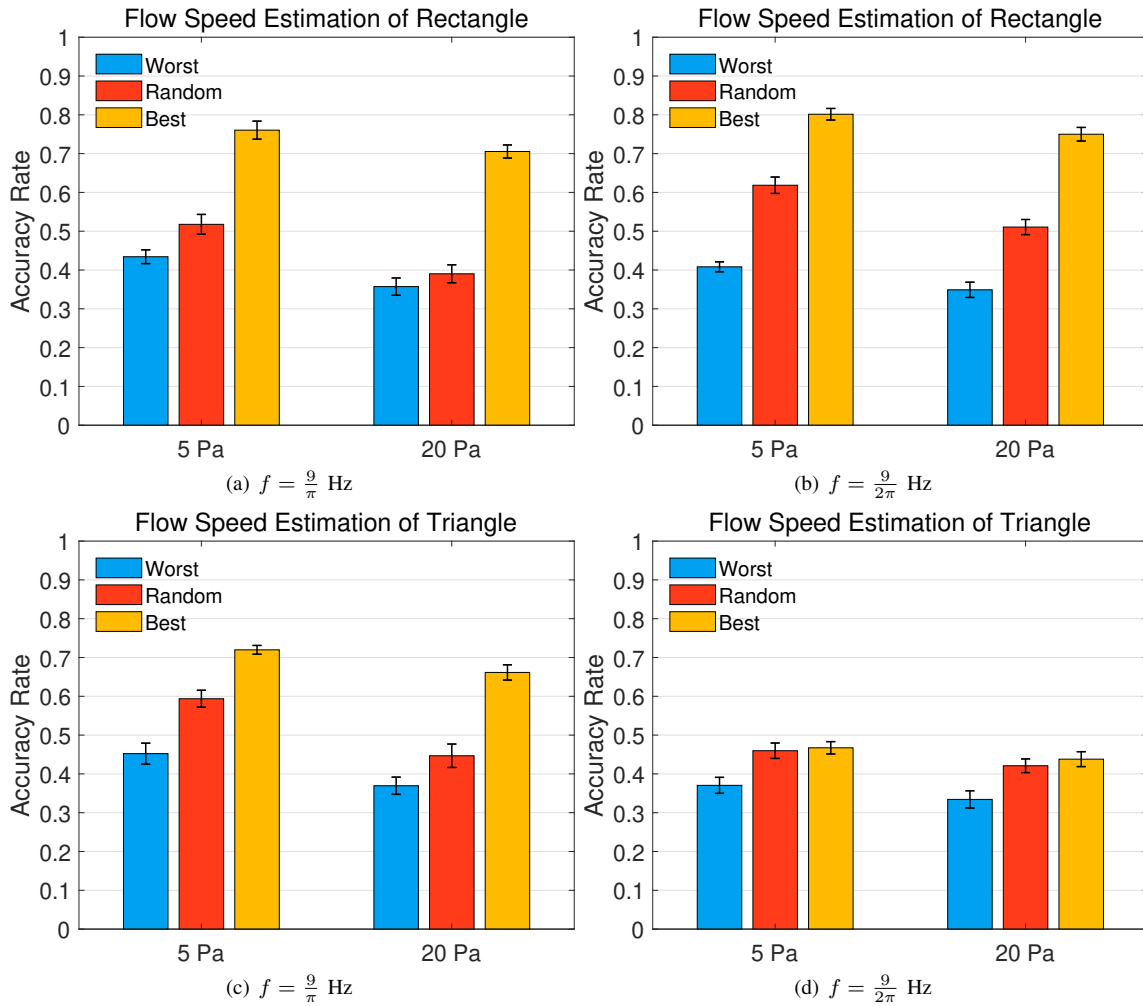 Flow Speed Estimation of Rectangle
1
0.9
0.8
0.7
0.6
0.5
0.4
0.3
0.2
0.1
0
Accuracy Rate
Worst
Random
Best
5 Pa
20 Pa
(a) f = 9/π Hz
Flow Speed Estimation of Rectangle
1
0.9
0.8
0.7
0.6
0.5
0.4
0.3
0.2
0.1
0
Accuracy Rate
Worst
Random
Best
5 Pa
20 Pa
(b) f = 9/2π Hz
Flow Speed Estimation of Triangle
1
0.9
0.8
0.7
0.6
0.5
0.4
0.3
0.2
0.1
0
Accuracy Rate
Worst
Random
Best
5 Pa
20 Pa
(c) f = 9/π Hz
Flow Speed Estimation of Triangle
1
0.9
0.8
0.7
0.6
0.5
0.4
0.3
0.2
0.1
0
Accuracy Rate
Worst
Random
Best
5 Pa
20 Pa
(d) f = 9/2π Hz